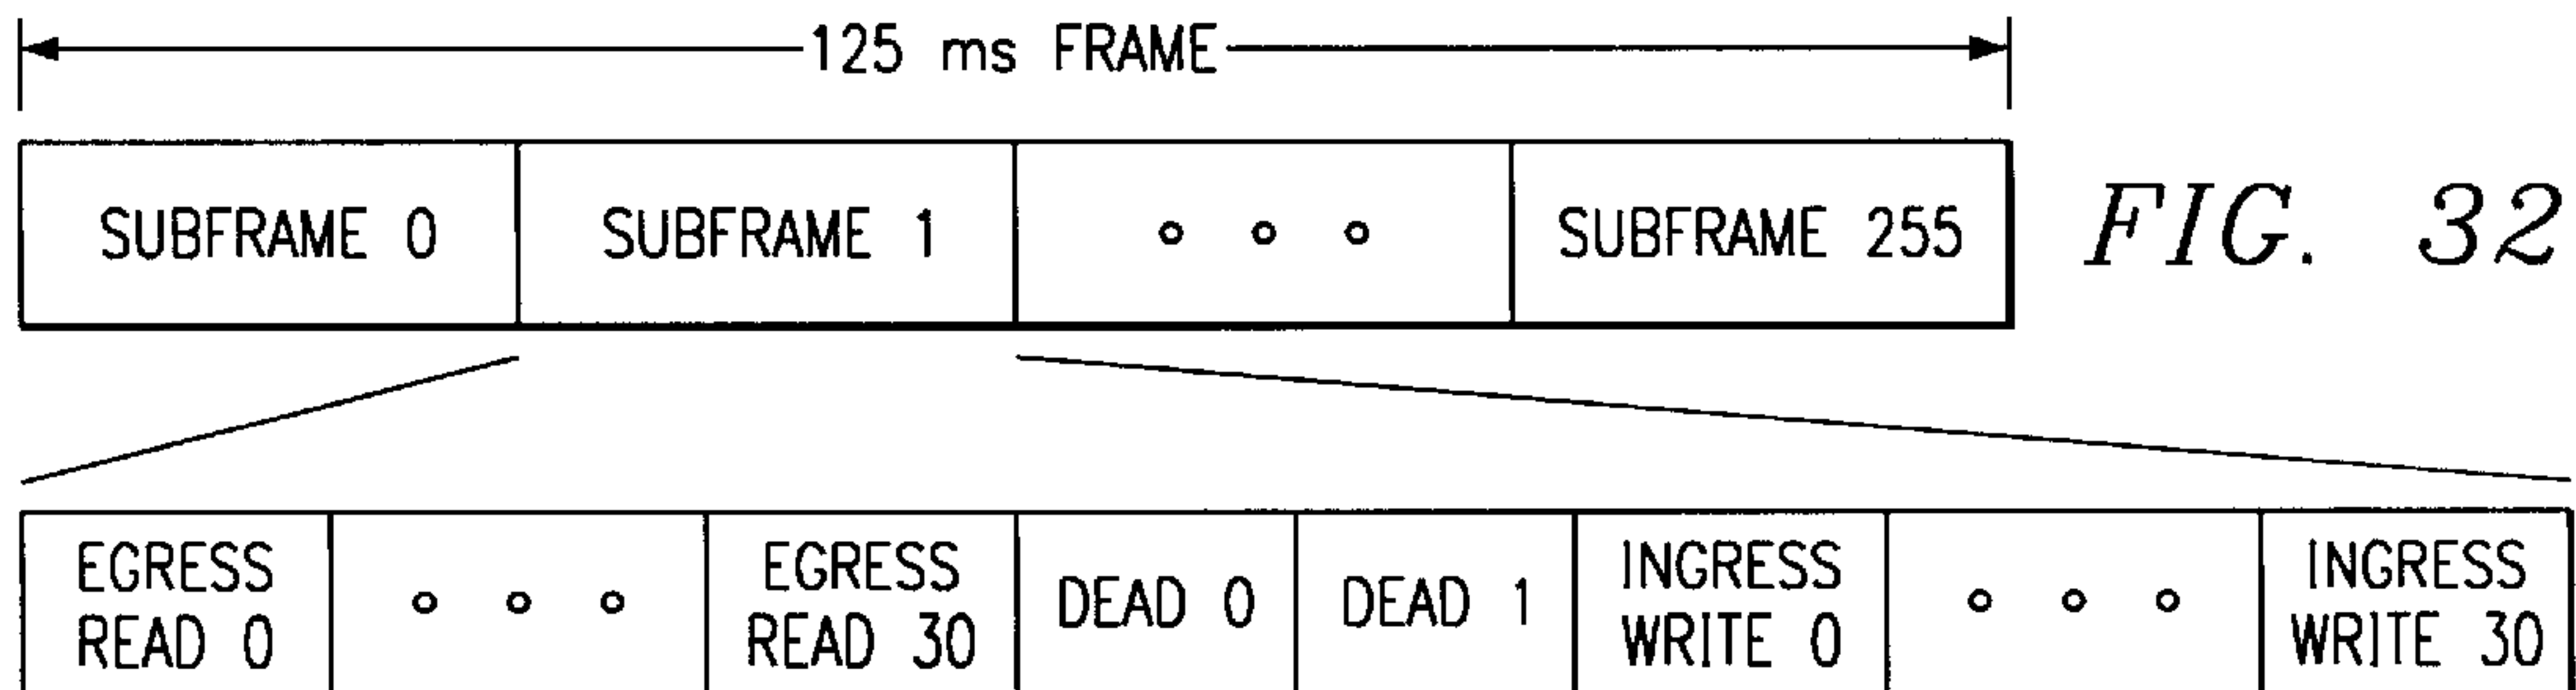 125 ms FRAME
SUBFRAME 0
SUBFRAME 1
SUBFRAME 255
FIG. 32
EGRESS
READ 0
EGRESS
READ 30
DEAD 0
DEAD 1
INGRESS
WRITE 0
INGRESS
WRITE 30